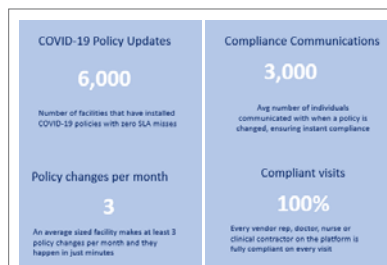 COVID-19 Policy Updates
6,000
Number of facilities that have installed
COVID-19 policies with zero SLA misses
Policy changes per month
3
An average sized facility makes at least 3
policy changes per month and they
happen in just minutes
Compliance Communications
3,000
Avg number of individuals
communicated with when a policy is
changed, ensuring instant compliance
Compliant visits
100%
Every vendor rep, doctor, nurse or
clinical contractor on the platform is
fully compliant on every visit